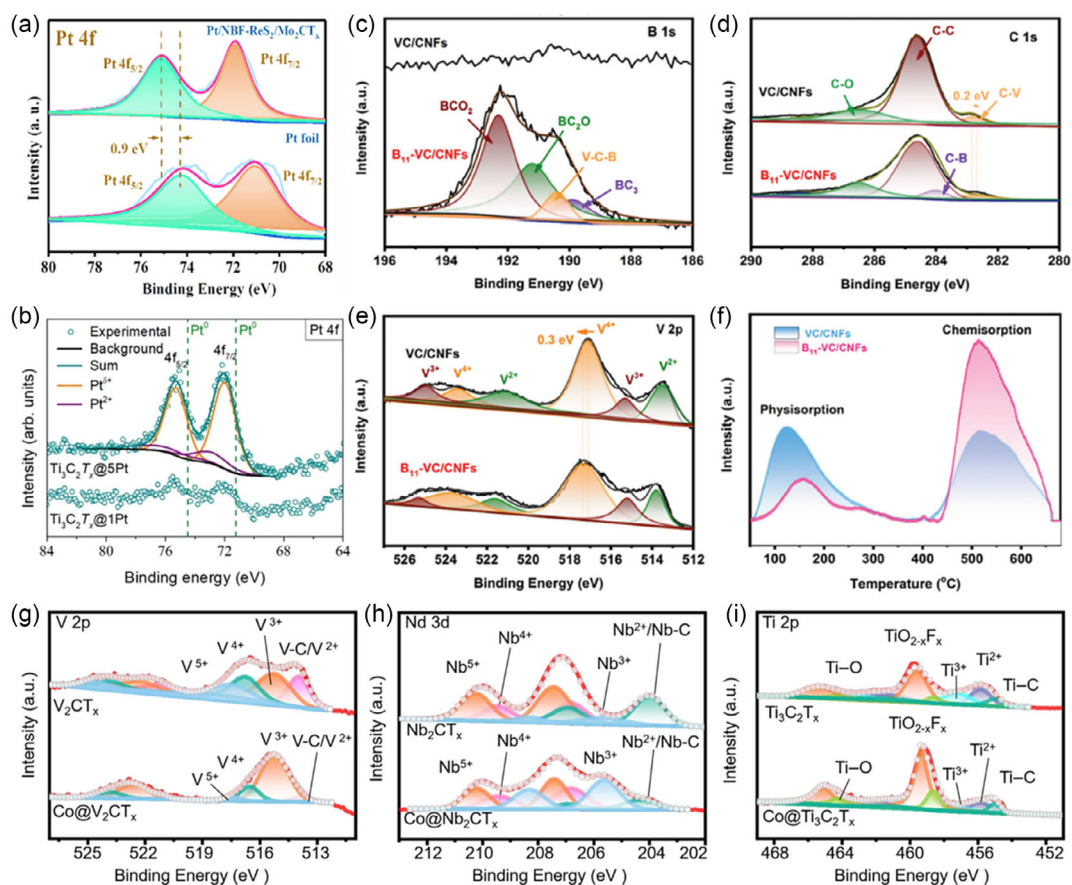 (a)
Pt 4f
Pt/NBF-ReS₂/Mo₂CTₓ
Pt 4f₅/₂
Pt 4f₇/₂
Pt foil
0.9 eV
Pt 4f₅/₂
Pt 4f₇/₂
Intensity (a. u.)
80 75 70 68
Binding Energy (eV)
(c)
B 1s
VC/CNFs
BCO₂
BC₂O
V-C-B
B₁₁-VC/CNFs
BC₃
Intensity (a.u.)
196 194 192 190 188 186
Binding Energy (eV)
(d)
C 1s
C-C
C-O
0.2 eV
C-V
VC/CNFs
C-B
B₁₁-VC/CNFs
Intensity (a.u.)
290 288 286 284 282 280
Binding Energy (eV)
(b)
Experimental
Background
Sum
Ptᵟ⁺
Pt²⁺
Pt⁰
Pt⁰
Pt 4f
4f₅/₂
4f₇/₂
Ti₃C₂Tₓ@5Pt
Ti₃C₂Tₓ@1Pt
Intensity (arb. units)
84 80 76 72 68 64
Binding energy (eV)
(e)
V 2p
0.3 eV
V⁴⁺
VC/CNFs
V³⁺
V⁴⁺
V²⁺
V³⁺
V²⁺
B₁₁-VC/CNFs
Intensity (a.u.)
526 524 522 520 518 516 514 512
Binding Energy (eV)
(f)
VC/CNFs
B₁₁-VC/CNFs
Chemisorption
Physisorption
Intensity (a.u.)
100 200 300 400 500 600
Temperature (°C)
(g)
V 2p
V³⁺
V⁴⁺
V-C/V²⁺
V⁵⁺
V₂CTₓ
V³⁺
V⁴⁺
V-C/V²⁺
V⁵⁺
Co@V₂CTₓ
Intensity (a.u.)
525 522 519 517 515 513
Binding Energy (eV )
(h)
Nd 3d
Nb⁴⁺
Nb²⁺/Nb-C
Nb⁵⁺
Nb³⁺
Nb₂CTₓ
Nb⁴⁺
Nb²⁺/Nb-C
Nb⁵⁺
Nb³⁺
Co@Nb₂CTₓ
Intensity (a.u.)
212 210 208 206 204 202
Binding Energy (eV )
(i)
Ti 2p
TiO₂₋ₓFₓ
Ti–O
Ti³⁺
Ti²⁺
Ti–C
Ti₃C₂Tₓ
TiO₂₋ₓFₓ
Ti–O
Ti³⁺
Ti²⁺
Ti–C
Co@Ti₃C₂Tₓ
Intensity (a.u.)
468 464 460 456 452
Binding Energy (eV )